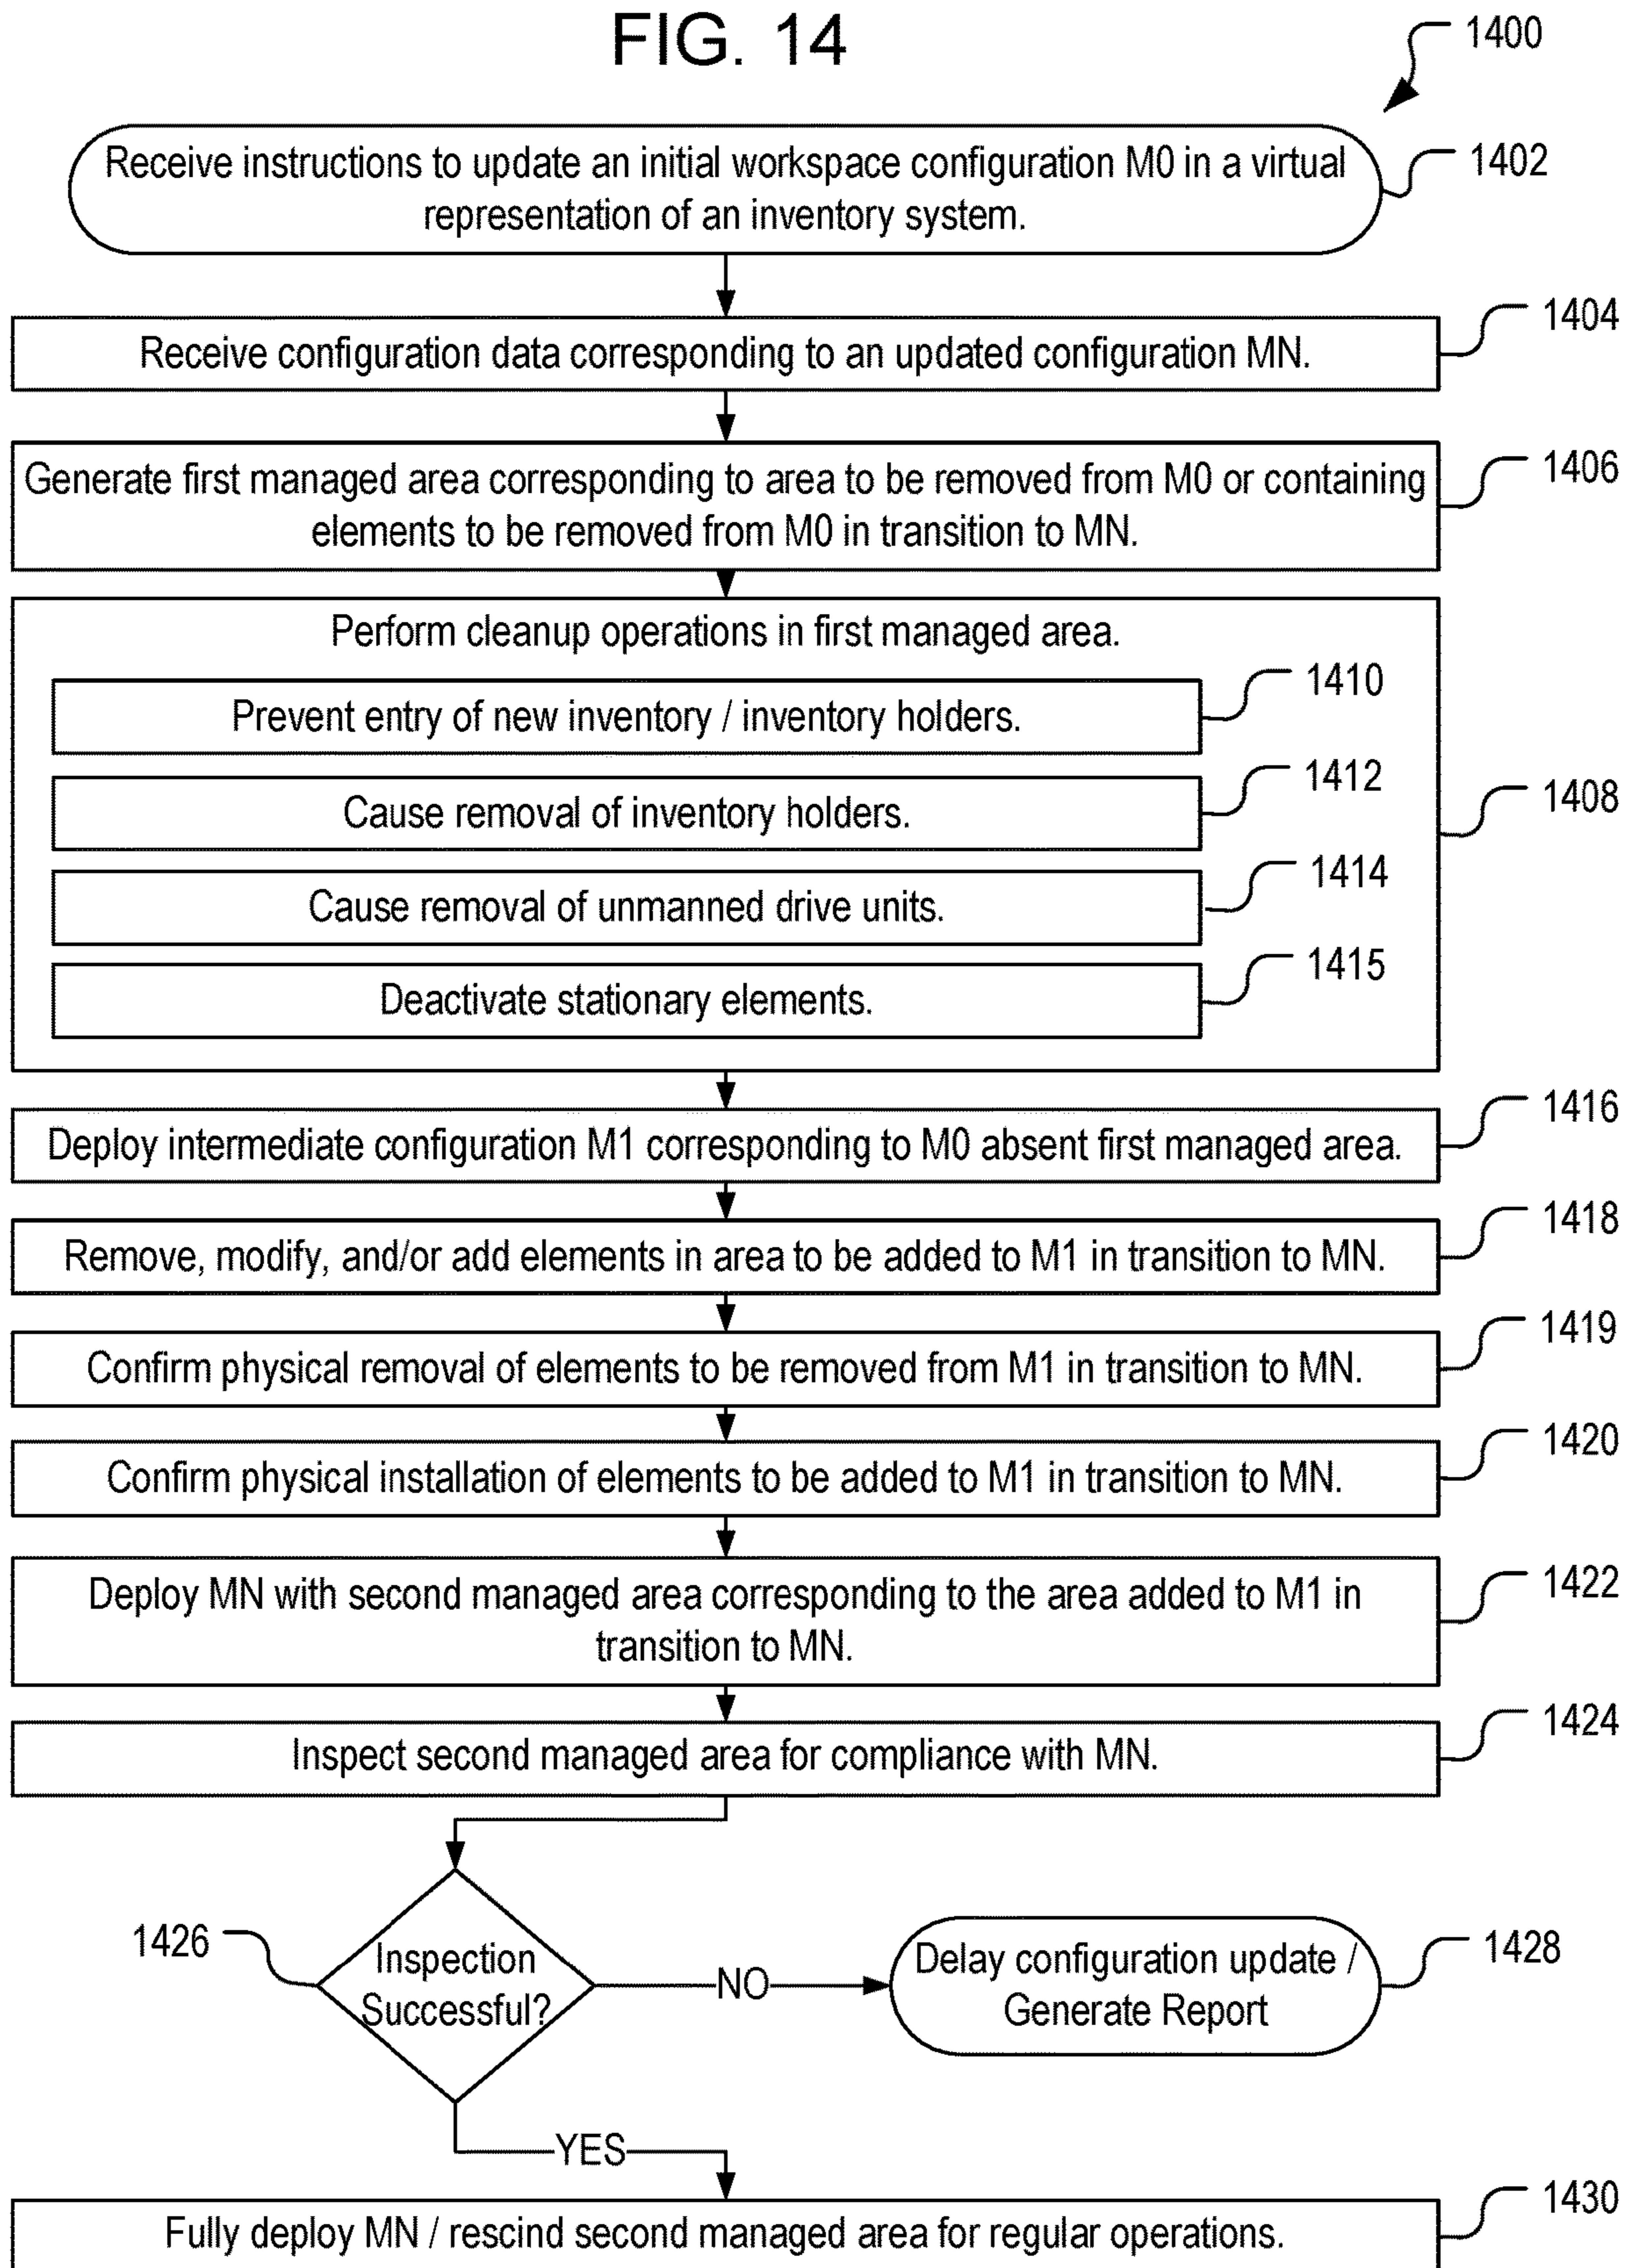 FIG. 14
1400
Receive instructions to update an initial workspace configuration M0 in a virtual
representation of an inventory system.
1402
Receive configuration data corresponding to an updated configuration MN.
1404
Generate first managed area corresponding to area to be removed from M0 or containing
elements to be removed from M0 in transition to MN.
1406
Perform cleanup operations in first managed area.
1408
Prevent entry of new inventory / inventory holders.
1410
Cause removal of inventory holders.
1412
Cause removal of unmanned drive units.
1414
Deactivate stationary elements.
1415
Deploy intermediate configuration M1 corresponding to M0 absent first managed area.
1416
Remove, modify, and/or add elements in area to be added to M1 in transition to MN.
1418
Confirm physical removal of elements to be removed from M1 in transition to MN.
1419
Confirm physical installation of elements to be added to M1 in transition to MN.
1420
Deploy MN with second managed area corresponding to the area added to M1 in
transition to MN.
1422
Inspect second managed area for compliance with MN.
1424
1426
Inspection
Successful?
NO
Delay configuration update /
Generate Report
1428
YES
Fully deploy MN / rescind second managed area for regular operations.
1430